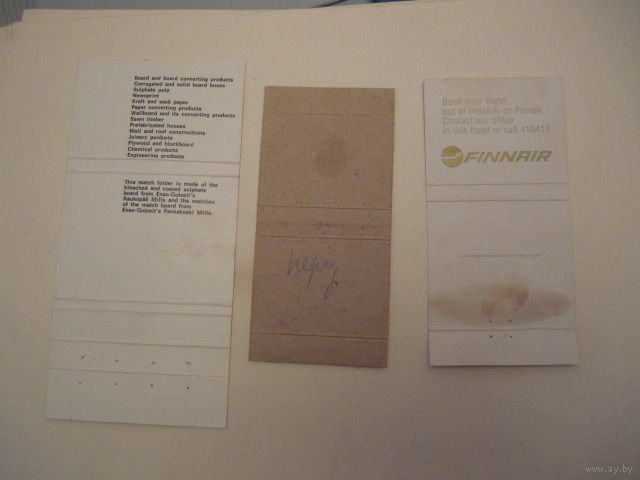 Board and board converting products
Corrugated and solid board boxes
Sulphate pulp
Newsprint
Kraft and sack paper
Paper converting products
Wallboard and its converting products
Sawn timber
Prefabricated houses
Wall and roof constructions
Joinery porducts
Plywood and blockboard
Chemical products
Engineering products
This match folder is made of the
bleached and coated sulphate
board from Enso-Gutzeit's
Kaukopää Mills and the matches
of the match board from
Enso-Gutzeit's Pankakoski Mills.
перу
Book your flight
out of Helsinki on Finnair
Contact our office
in this hotel or call 410411.
FINNAIR
www.ay.by